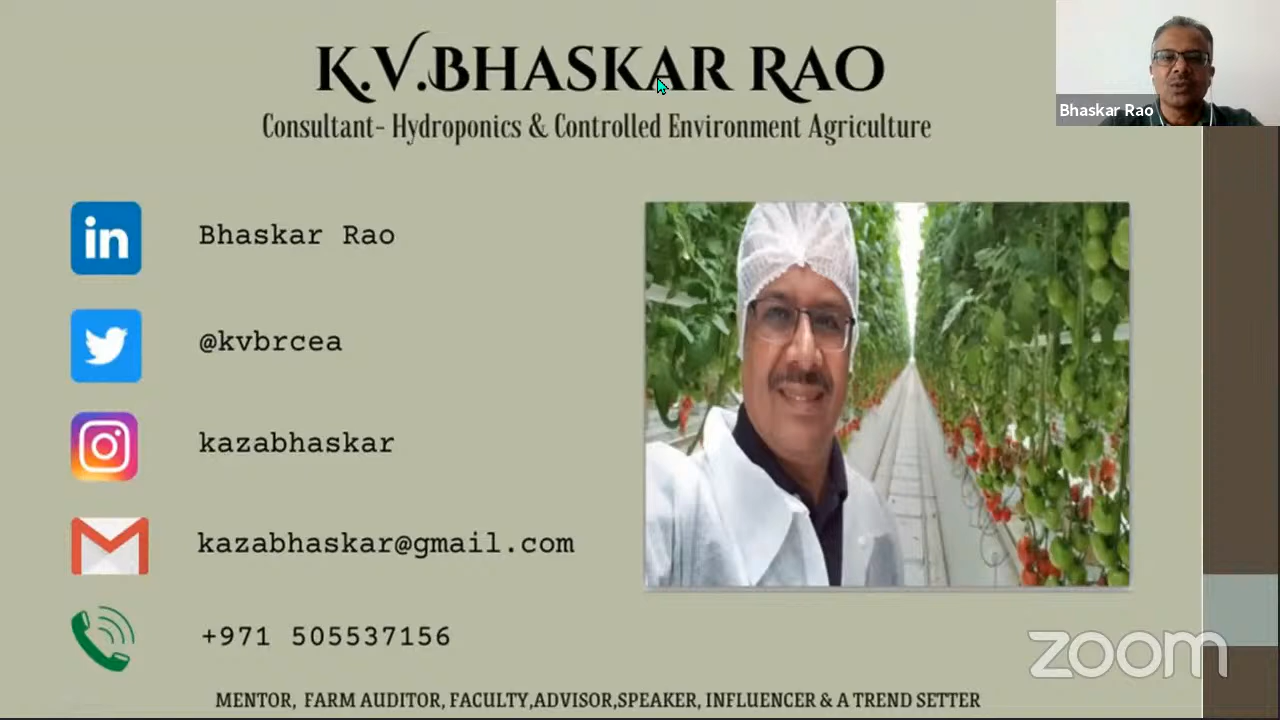 K.V.BHASKAR RAO
Consultant- Hydroponics & Controlled Environment Agriculture
Bhaskar Rao
in
Bhaskar Rao
@kvbrcea
kazabhaskar
kazabhaskar@gmail.com
+971 505537156
zoom
MENTOR, FARM AUDITOR, FACULTY,ADVISOR,SPEAKER, INFLUENCER & A TREND SETTER